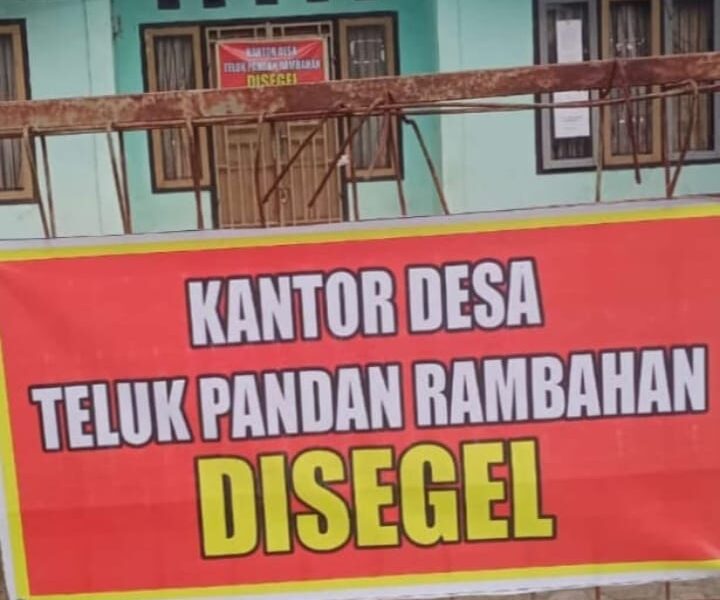 KANTOR DESA
TELUK PANDAN RAMBAHAN
DISEGEL
KANTOR DESA
TELUK PANDAN RAMBAHAN
DISEGEL